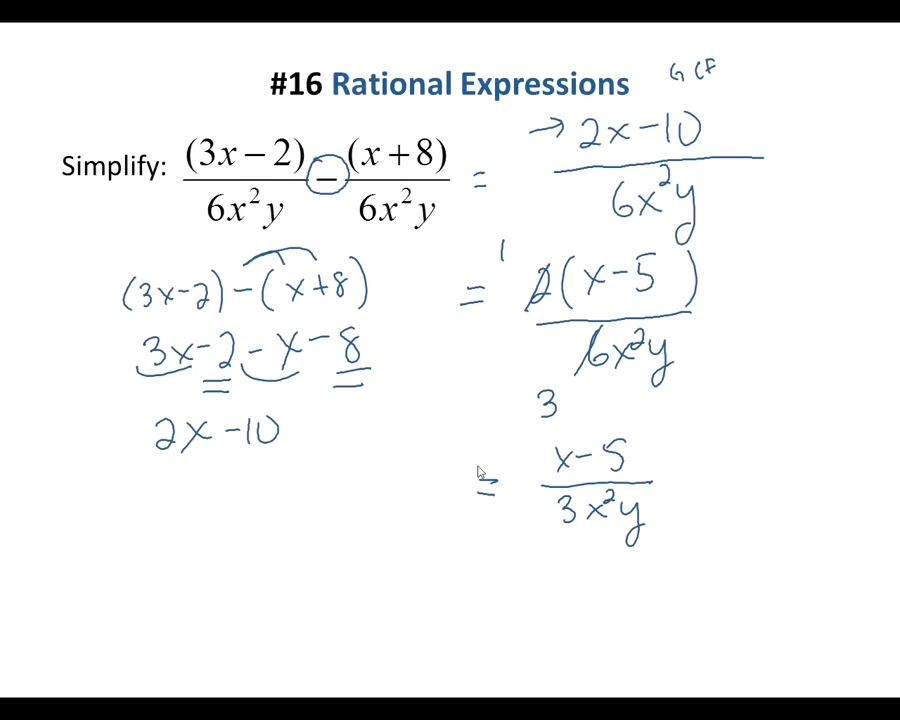 #16 Rational Expressions
GCF
Simplify: (3x − 2)/6x²y − (x + 8)/6x²y = → 2x − 10/6x²y
(3x−2) − (x+8)
3x − 2 − x − 8
2x − 10
= 1 2(x − 5)/6x²y
3
= x − 5/3x²y